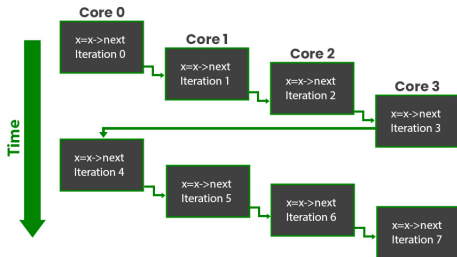 Core 0
x=x->next
Iteration 0
Core 1
x=x->next
Iteration 1
Core 2
x=x->next
Iteration 2
Core 3
x=x->next
Iteration 3
Time
x=x->next
Iteration 4
x=x->next
Iteration 5
x=x->next
Iteration 6
x=x->next
Iteration 7